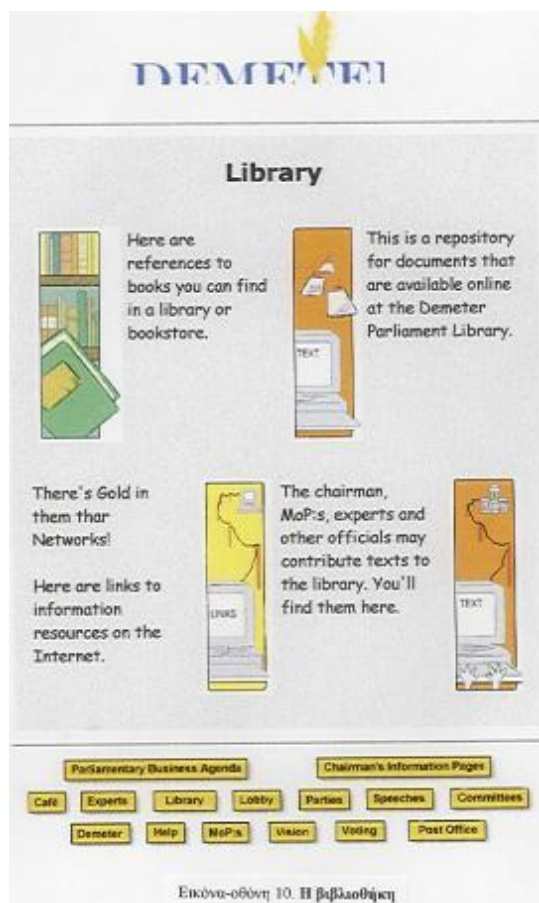 DEMETER
Library
Here are
references to
books you can find
in a library or
bookstore.
This is a repository
for documents that
are available online
at the Demeter
Parliament Library.
TEXT
There's Gold in
them thar
Networks!
Here are links to
information
resources on the
Internet.
LINKS
The chairman,
MoP:s, experts and
other officials may
contribute texts to
the library. You'll
find them here.
TEXT
Parliamentary Business Agenda Chairman's Information Pages
Café Experts Library Lobby Parties Speeches Committees
Demeter Help MoP:s Vision Voting Post Office
Εικόνα-οθόνη 10. Η βιβλιοθήκη